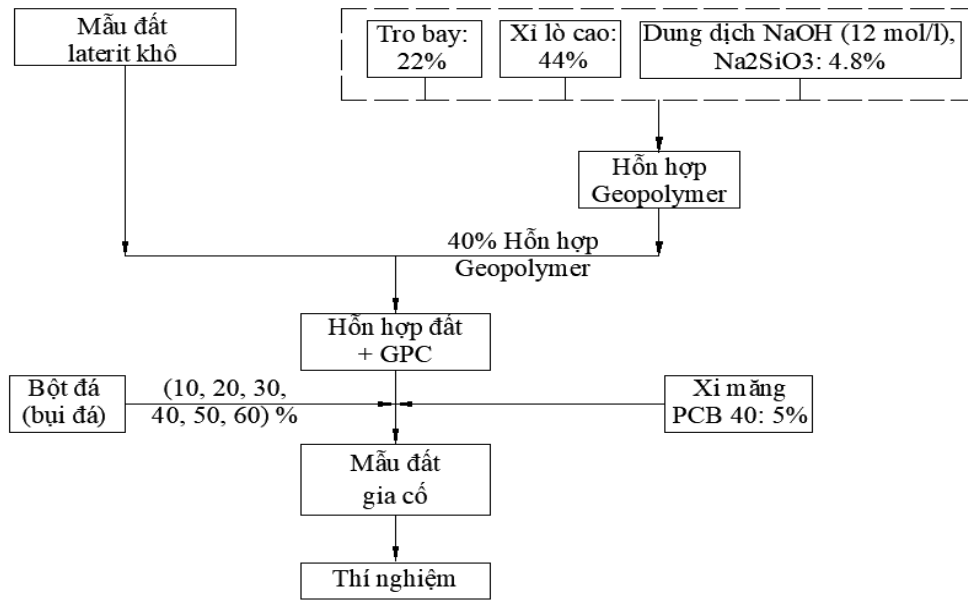 Mẫu đất
laterit khô
Tro bay:
22%
Xỉ lò cao:
44%
Dung dịch NaOH (12 mol/l),
Na2SiO3: 4.8%
Hỗn hợp
Geopolymer
40% Hỗn hợp
Geopolymer
Hỗn hợp đất
+ GPC
Bột đá
(bụi đá)
(10, 20, 30,
40, 50, 60) %
Xi măng
PCB 40: 5%
Mẫu đất
gia cố
Thí nghiệm